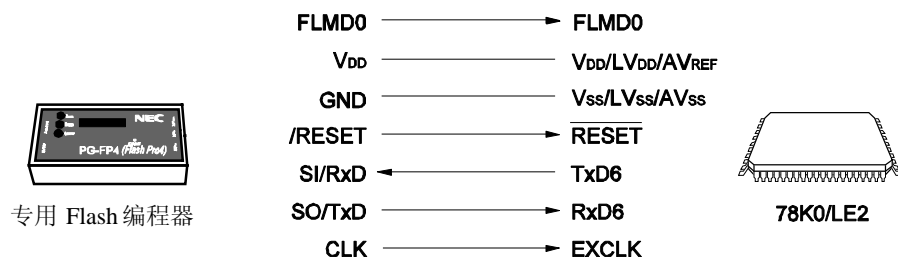 FLMD0 FLMD0
VDD VDD/LVDD/AVREF
GND VSS/LVSS/AVSS
/RESET RESET
SI/RxD TxD6
SO/TxD RxD6
CLK EXCLK
NEC
PG-FP4 (Flash Pro4)
专用 Flash 编程器
78K0/LE2